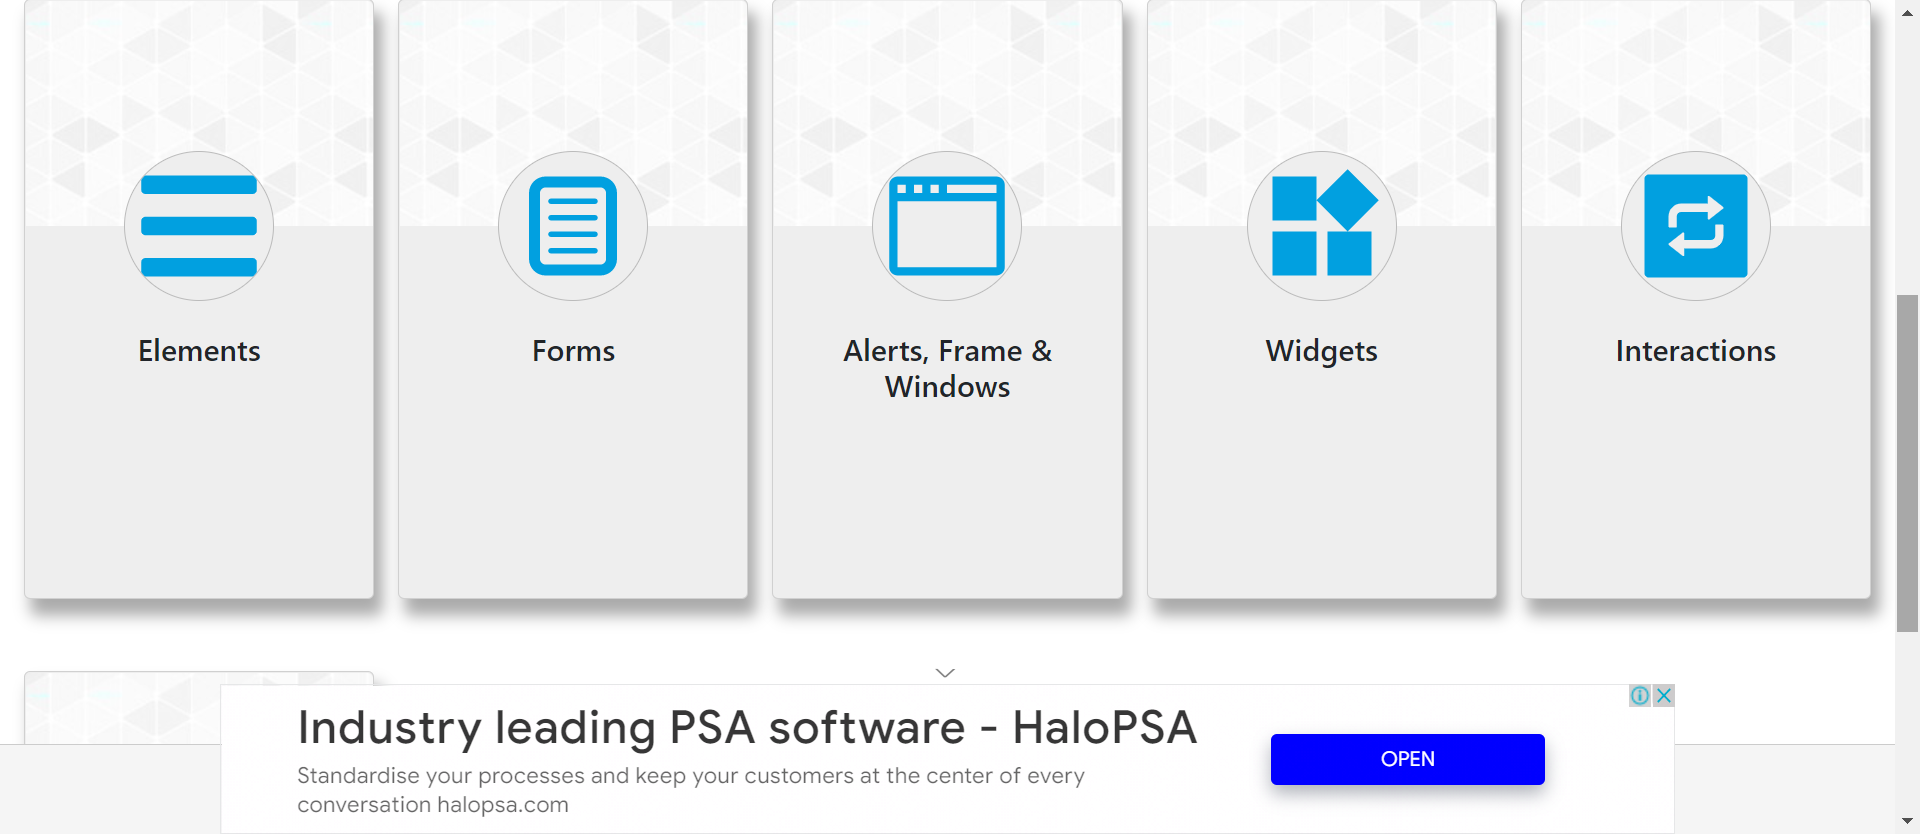 Elements
Forms
Alerts, Frame &
Windows
Widgets
Interactions
Industry leading PSA software - HaloPSA
Standardise your processes and keep your customers at the center of every
conversation halopsa.com
OPEN